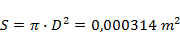 S = π · D² = 0,000314 m²